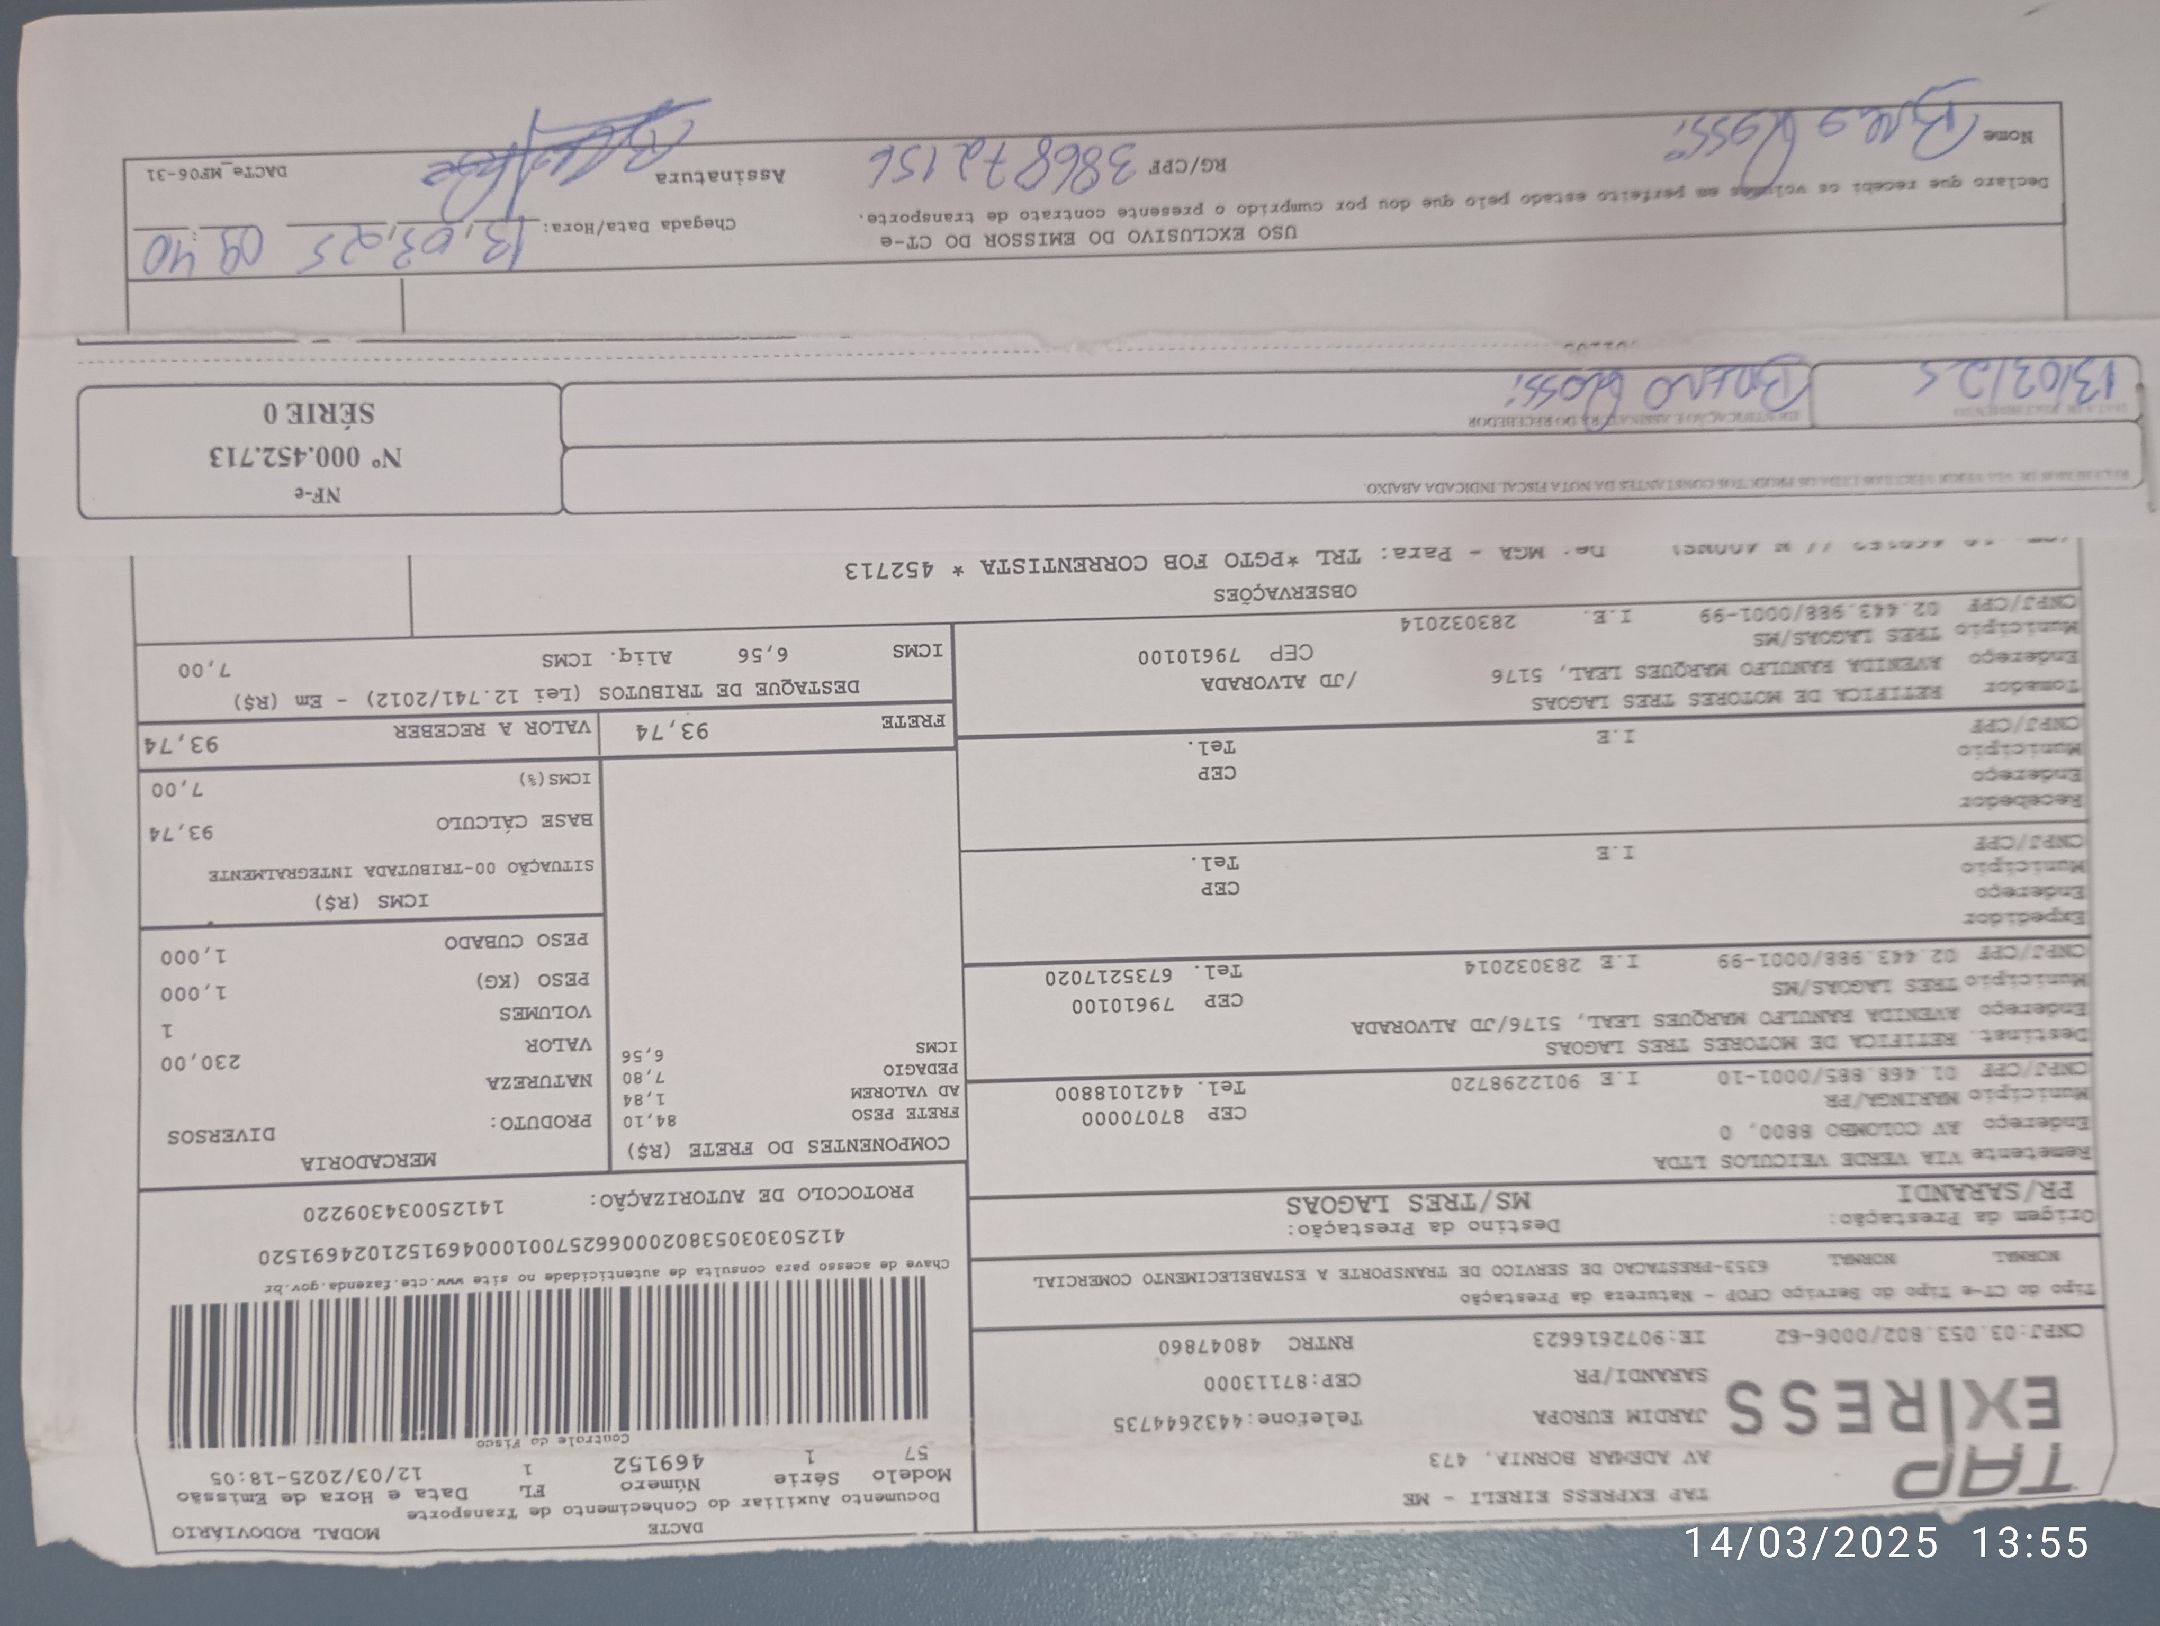 DACTE MODAL RODOVIÁRIO
Documento Auxiliar do Conhecimento de Transporte
Modelo Série Número FL Data e Hora de Emissão
57 1 469152 1 12/03/2025-18:05
Controle do Fisco
TAP
EXPRESS
TAP EXPRESS EIRELI - ME
AV ADEMAR BORNIA, 473
JARDIM EUROPA Telefone:4432644735
SARANDI/PR CEP:87113000
CNPJ:03.053.802/0006-62 IE:9072616623 RNTRC 48047860
Chave de acesso para consulta de autenticidade no site www.cte.fazenda.gov.br
41250303053802000662570010004691521024691520
PROTOCOLO DE AUTORIZAÇÃO: 141250034309220
Tipo do CT-e Tipo do Serviço CFOP - Natureza da Prestação
NORMAL NORMAL 6353-PRESTACAO DE SERVICO DE TRANSPORTE A ESTABELECIMENTO COMERCIAL
Origem da Prestação: Destino da Prestação:
PR/SARANDI MS/TRES LAGOAS
Remetente VIA VERDE VEICULOS LTDA
Endereço AV COLOMBO 8800, 0
Município MARINGA/PR CEP 87070000
CNPJ/CPF 01.468.885/0001-10 I.E 9012298720 Tel. 4421018800
Destinat. RETIFICA DE MOTORES TRES LAGOAS
Endereço AVENIDA RANULFO MARQUES LEAL, 5176/JD ALVORADA
Município TRES LAGOAS/MS CEP 79610100
CNPJ/CPF 02.443.988/0001-99 I.E 283032014 Tel. 6735217020
Expedidor
Endereço
Município CEP
CNPJ/CPF I.E Tel.
Recebedor
Endereço
Município CEP
CNPJ/CPF I.E Tel.
Tomador RETIFICA DE MOTORES TRES LAGOAS
Endereço AVENIDA RANULFO MARQUES LEAL, 5176 /JD ALVORADA
Município TRES LAGOAS/MS CEP 79610100
CNPJ/CPF 02.443.988/0001-99 I.E. 283032014
COMPONENTES DO FRETE (R$)
FRETE PESO 84,10
AD VALOREM 1,84
PEDAGIO 7,80
ICMS 6,56
MERCADORIA
PRODUTO: DIVERSOS
NATUREZA
VALOR 230,00
VOLUMES 1
PESO (KG) 1,000
PESO CUBADO 1,000
ICMS (R$)
SITUAÇÃO 00-TRIBUTADA INTEGRALMENTE
BASE CÁLCULO 93,74
ICMS(%) 7,00
FRETE 93,74 VALOR A RECEBER 93,74
DESTAQUE DE TRIBUTOS (Lei 12.741/2012) - Em (R$)
ICMS 6,56 Aliq. ICMS 7,00
OBSERVAÇÕES
De: MGA - Para: TRL *PGTO FOB CORRENTISTA * 452713
RECEBEMOS DE VIA VERDE VEICULOS LTDA OS PRODUTOS CONSTANTES DA NOTA FISCAL INDICADA ABAIXO.
NF-e
Nº 000.452.713
SÉRIE 0
DATA DE RECEBIMENTO IDENTIFICAÇÃO E ASSINATURA DO RECEBEDOR
13/03/25 Breno Rossi
USO EXCLUSIVO DO EMISSOR DO CT-e
Declaro que recebi os volumes em perfeito estado pelo que dou por cumprido o presente contrato de transporte.
Chegada Data/Hora: 13,03,25 09:40
Nome Breno Rossi RG/CPF 386872156 Assinatura DACTe_MF06-31
14/03/2025 13:55